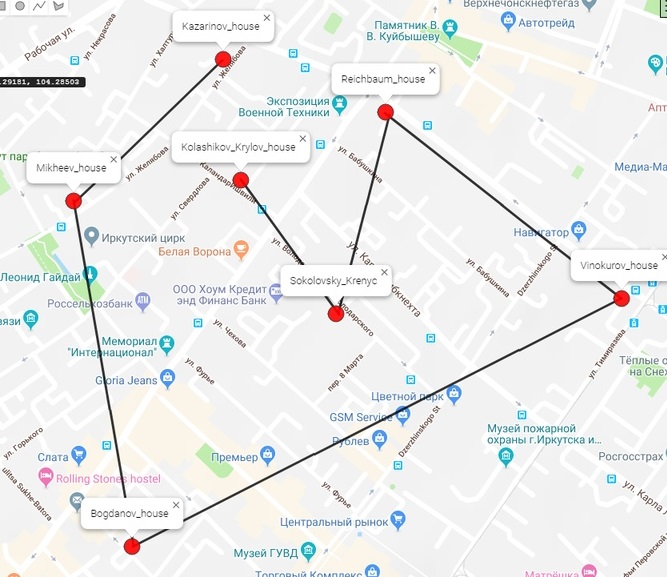 Верхнечонскнефтегаз
Kazarinov_house
Автотрейд
Памятник В.
В. Куйбышеву
Рабочая ул.
ул. Некрасова
ул. Желябова
.29181, 104.28503
Reichbaum_house
Экспозиция
Военной Техники
Kolashikov_Krylov_house
ул. Бабушкина
Медиа-Ма
Mikheev_house
ул. Желябова
ул. Свердлова
Каландаришвили
Иркутский цирк
Белая Ворона
Навигатор
Dzerzhinskogo St
ул. Бабушкина
Vinokurov_house
Леонид Гайдай
Sokolovsky_Krenyc
ООО Хоум Кредит
энд Финанс Банк
Россельхозбанк
Мемориал
"Интернационал"
ул. Чехова
ул. Фурье
пер. 8 Марта
ул. Тимирязева
Тёплые о
на Снеж
Gloria Jeans
Цветной парк
GSM Service
Рублев
Dzerzhinskogo St
Музей пожарной
охраны г.Иркутска и...
ул. Горького
Слата
Премьер
Росгосстрах
Rolling Stones hostel
ulitsa Sukhe-Batora
ул. Фурье
ул. Карла Л
Bogdanov_house
Центральный рынок
Музей ГУВД
Торговый Комплекс
Матрёшка